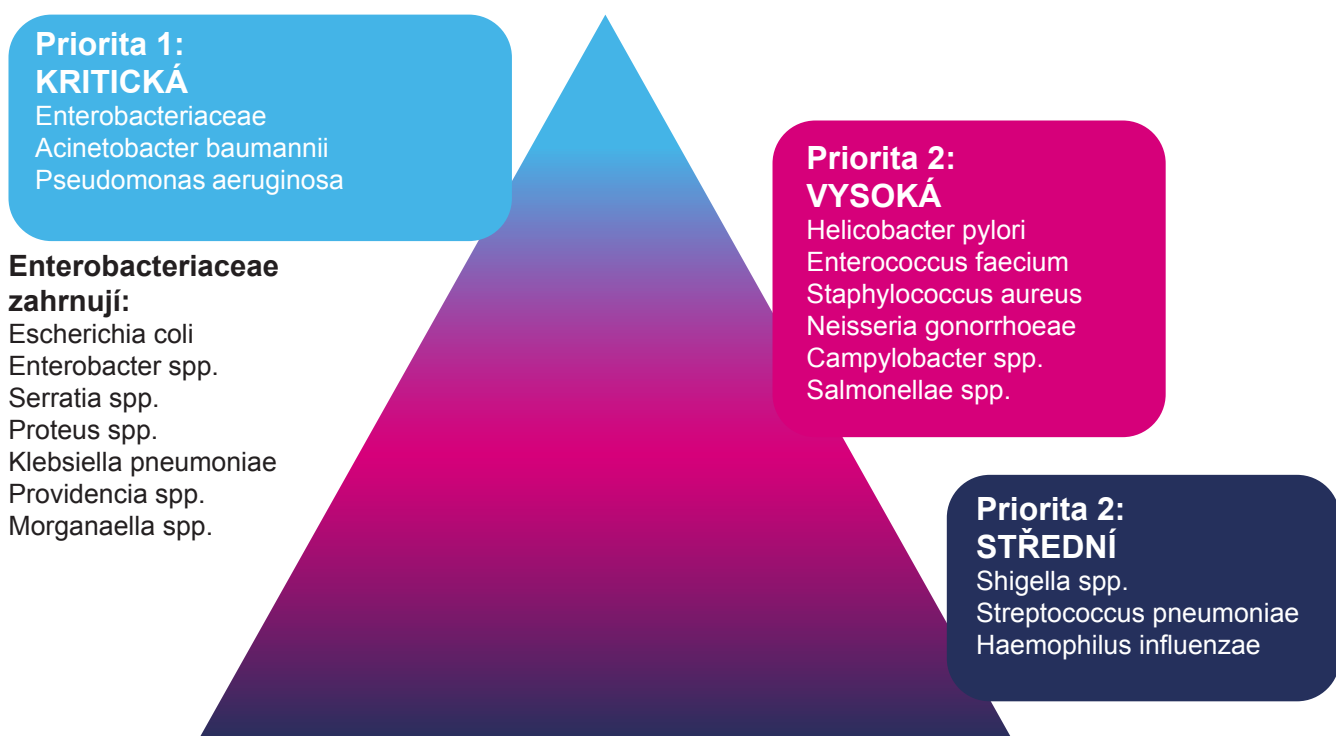 Priorita 1:
KRITICKÁ
Enterobacteriaceae
Acinetobacter baumannii
Pseudomonas aeruginosa
Enterobacteriaceae
zahrnují:
Escherichia coli
Enterobacter spp.
Serratia spp.
Proteus spp.
Klebsiella pneumoniae
Providencia spp.
Morganaella spp.
Priorita 2:
VYSOKÁ
Helicobacter pylori
Enterococcus faecium
Staphylococcus aureus
Neisseria gonorrhoeae
Campylobacter spp.
Salmonellae spp.
Priorita 2:
STŘEDNÍ
Shigella spp.
Streptococcus pneumoniae
Haemophilus influenzae